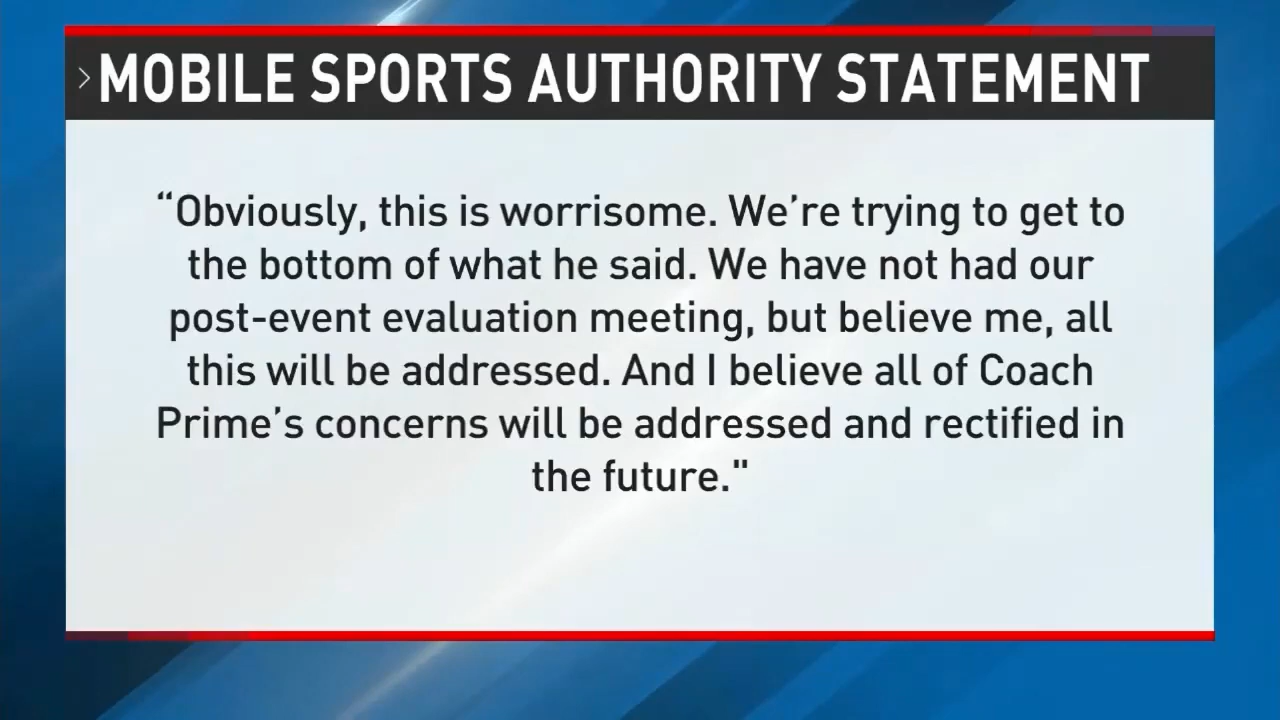 MOBILE SPORTS AUTHORITY STATEMENT
“Obviously, this is worrisome. We’re trying to get to
the bottom of what he said. We have not had our
post-event evaluation meeting, but believe me, all
this will be addressed. And I believe all of Coach
Prime’s concerns will be addressed and rectified in
the future."